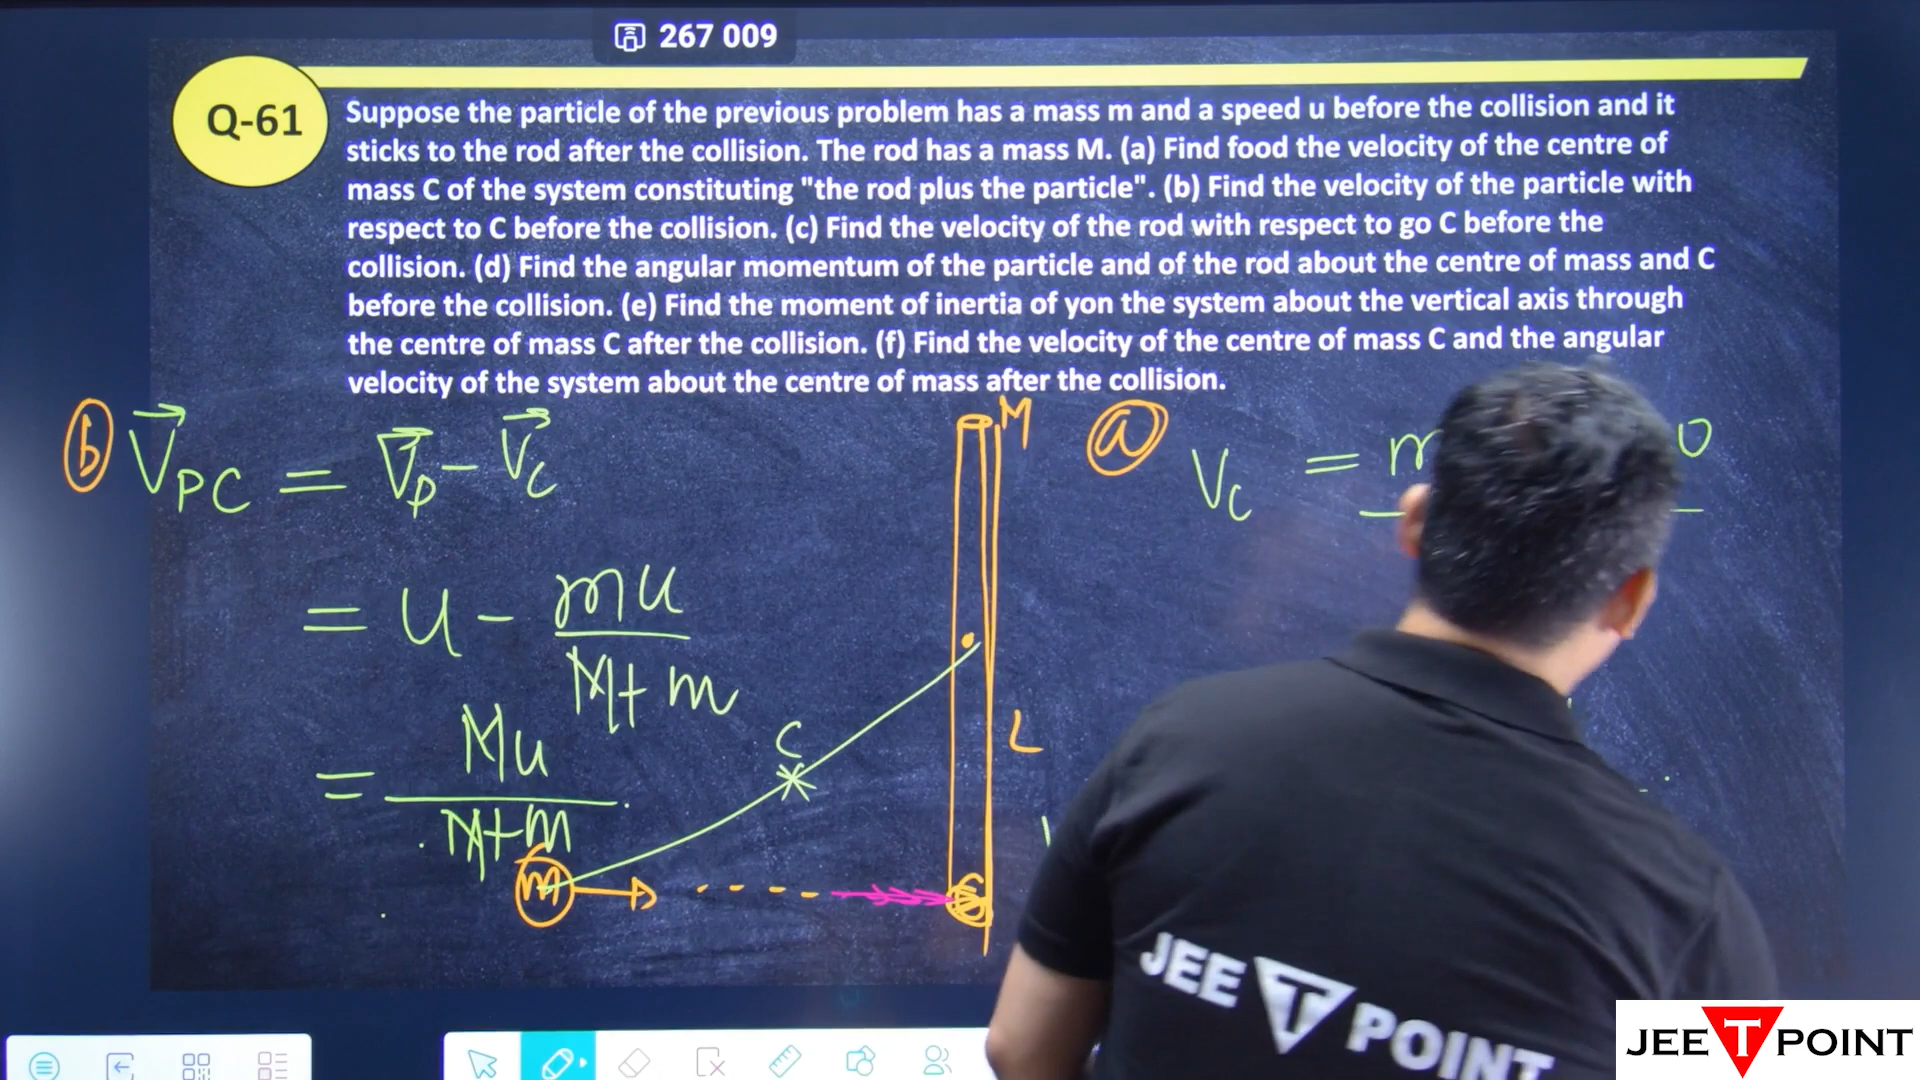 267 009
Q-61
Suppose the particle of the previous problem has a mass m and a speed u before the collision and it
sticks to the rod after the collision. The rod has a mass M. (a) Find food the velocity of the centre of
mass C of the system constituting "the rod plus the particle". (b) Find the velocity of the particle with
respect to C before the collision. (c) Find the velocity of the rod with respect to go C before the
collision. (d) Find the angular momentum of the particle and of the rod about the centre of mass and C
before the collision. (e) Find the moment of inertia of yon the system about the vertical axis through
the centre of mass C after the collision. (f) Find the velocity of the centre of mass C and the angular
velocity of the system about the centre of mass after the collision.
(b) V⃗PC = V⃗P − V⃗C
= u − mu / M+m
= Mu / M+m
m
C
M
L
(a) VC = m 0
JEE T POINT
JEE T POINT